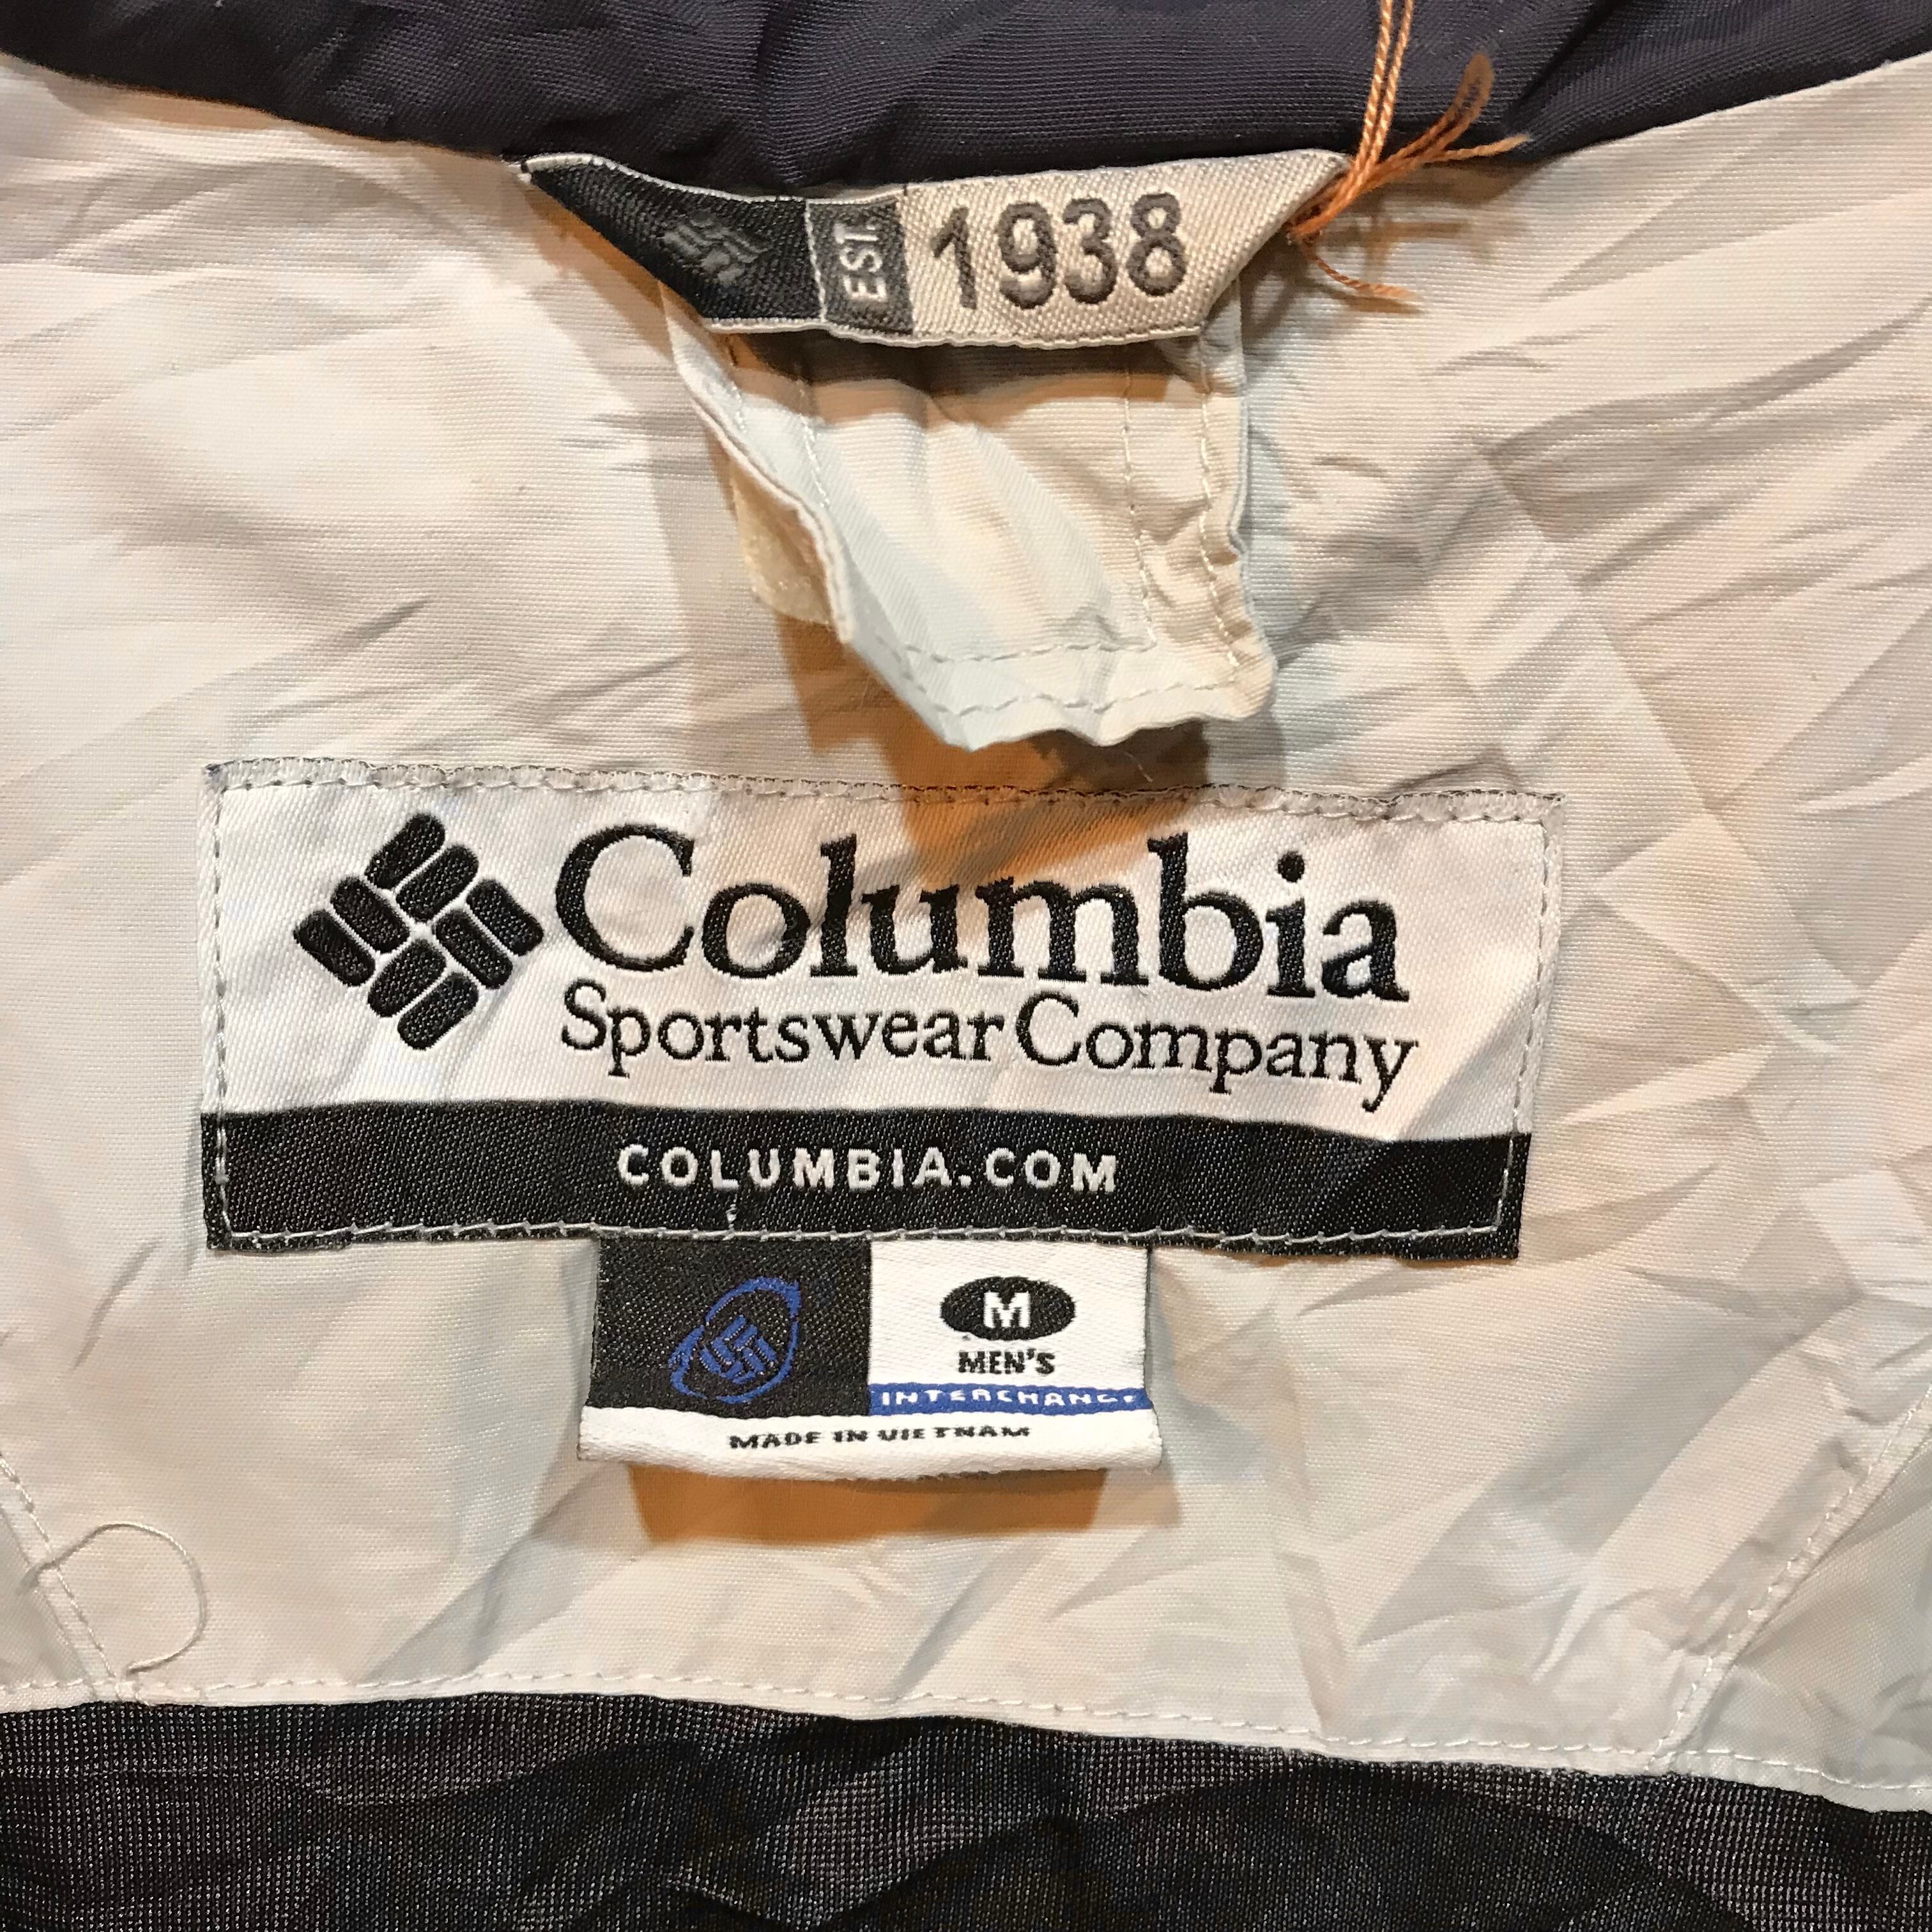 EST. 1938
Columbia
Sportswear Company
COLUMBIA.COM
M
MEN'S
INTERCHANGE
MADE IN VIETNAM